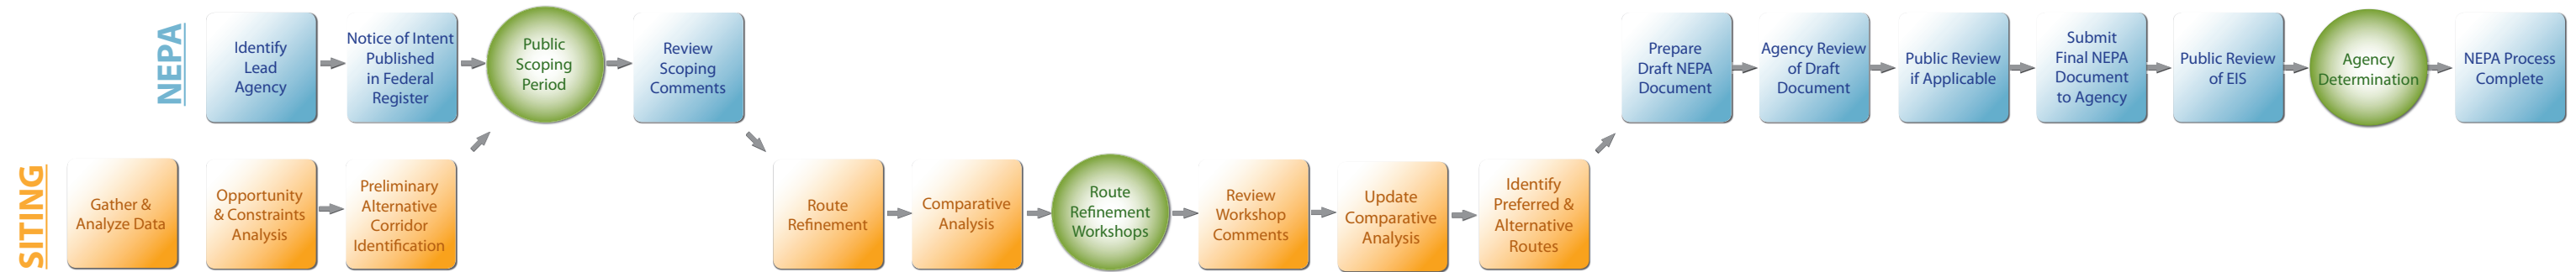 NEPA
Identify
Lead
Agency
Notice of Intent
Published
in Federal
Register
Public
Scoping
Period
Review
Scoping
Comments
Prepare
Draft NEPA
Document
Agency Review
of Draft
Document
Public Review
if Applicable
Submit
Final NEPA
Document
to Agency
Public Review
of EIS
Agency
Determination
NEPA Process
Complete
SITING
Gather &
Analyze Data
Opportunity
& Constraints
Analysis
Preliminary
Alternative
Corridor
Identification
Route
Refinement
Comparative
Analysis
Route
Refinement
Workshops
Review
Workshop
Comments
Update
Comparative
Analysis
Identify
Preferred &
Alternative
Routes